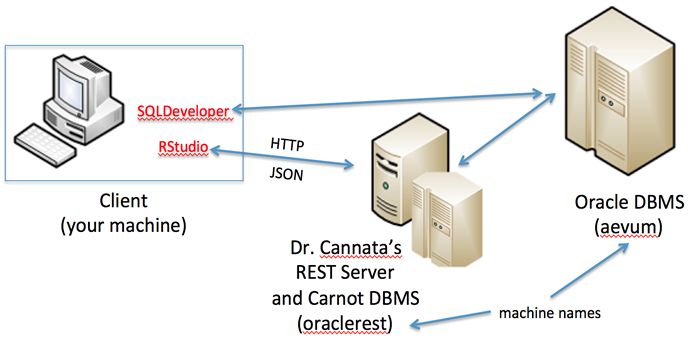 SQLDeveloper
RStudio
HTTP
JSON
Client
(your machine)
Dr. Cannata's
REST Server
and Carnot DBMS
(oraclerest)
Oracle DBMS
(aevum)
machine names